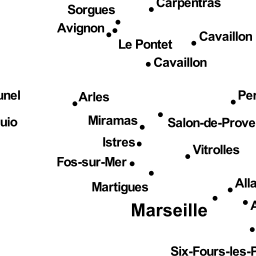 Carpentras
Sorgues
Avignon
Le Pontet
Cavaillon
Cavaillon
unel
Arles
Per
Miramas
Salon-de-Prove
uio
Istres
Vitrolles
Fos-sur-Mer
Martigues
Alla
Marseille
A
Six-Fours-les-F